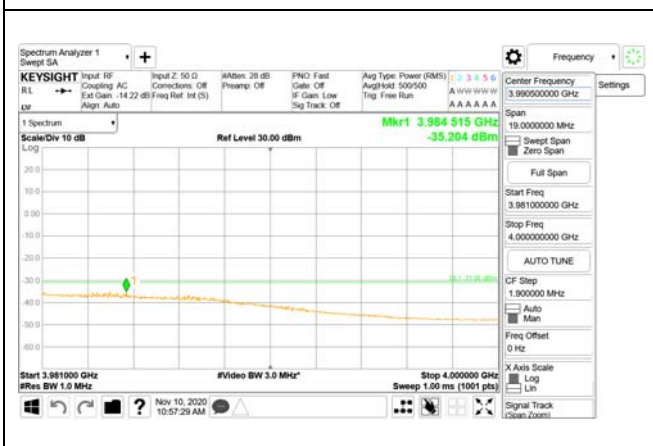 Spectrum Analyzer 1
Swept SA
Frequency
KEYSIGHT
RL
Input: RF
Coupling: AC
Ext Gain: -14.22 dB
Align: Auto
Input Z: 50 Ω
Corrections: Off
Freq Ref: Int (S)
#Atten: 28 dB
Preamp: Off
PNO: Fast
Gate: Off
IF Gain: Low
Sig Track: Off
Avg Type: Power (RMS)
Avg|Hold: 500/500
Trig: Free Run
1 2 3 4 5 6
A W W W W W
A A A A A A
Center Frequency
3.990500000 GHz
Settings
Span
19.0000000 MHz
Swept Span
Zero Span
Full Span
Start Freq
3.981000000 GHz
Stop Freq
4.000000000 GHz
AUTO TUNE
CF Step
1.900000 MHz
Auto
Man
Freq Offset
0 Hz
X Axis Scale
Log
Lin
Signal Track
(Span Zoom)
1 Spectrum
Scale/Div 10 dB
Log
Ref Level 30.00 dBm
Mkr1 3.984 515 GHz
-35.204 dBm
20.0
10.0
0.00
-10.0
-20.0
-30.0
-40.0
-50.0
-60.0
1
Start 3.981000 GHz
#Res BW 1.0 MHz
#Video BW 3.0 MHz*
Stop 4.000000 GHz
Sweep 1.00 ms (1001 pts)
?
Nov 10, 2020
10:57:29 AM